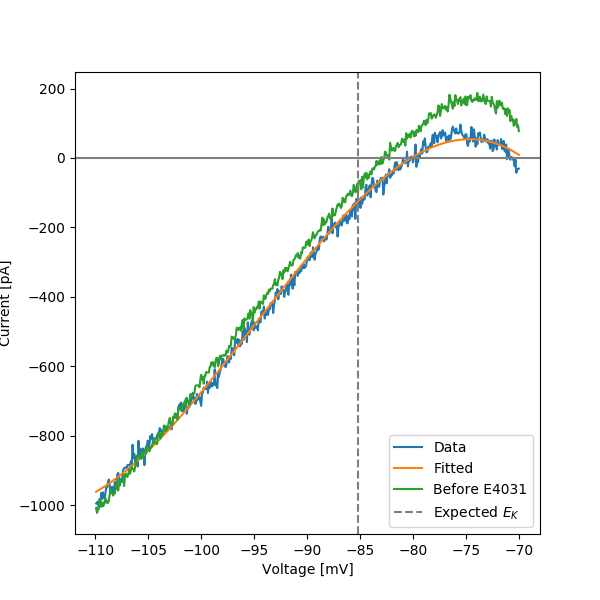 200
0
−200
−400
−600
−800
−1000
Current [pA]
−110 −105 −100 −95 −90 −85 −80 −75 −70
Voltage [mV]
Data
Fitted
Before E4031
Expected E_K